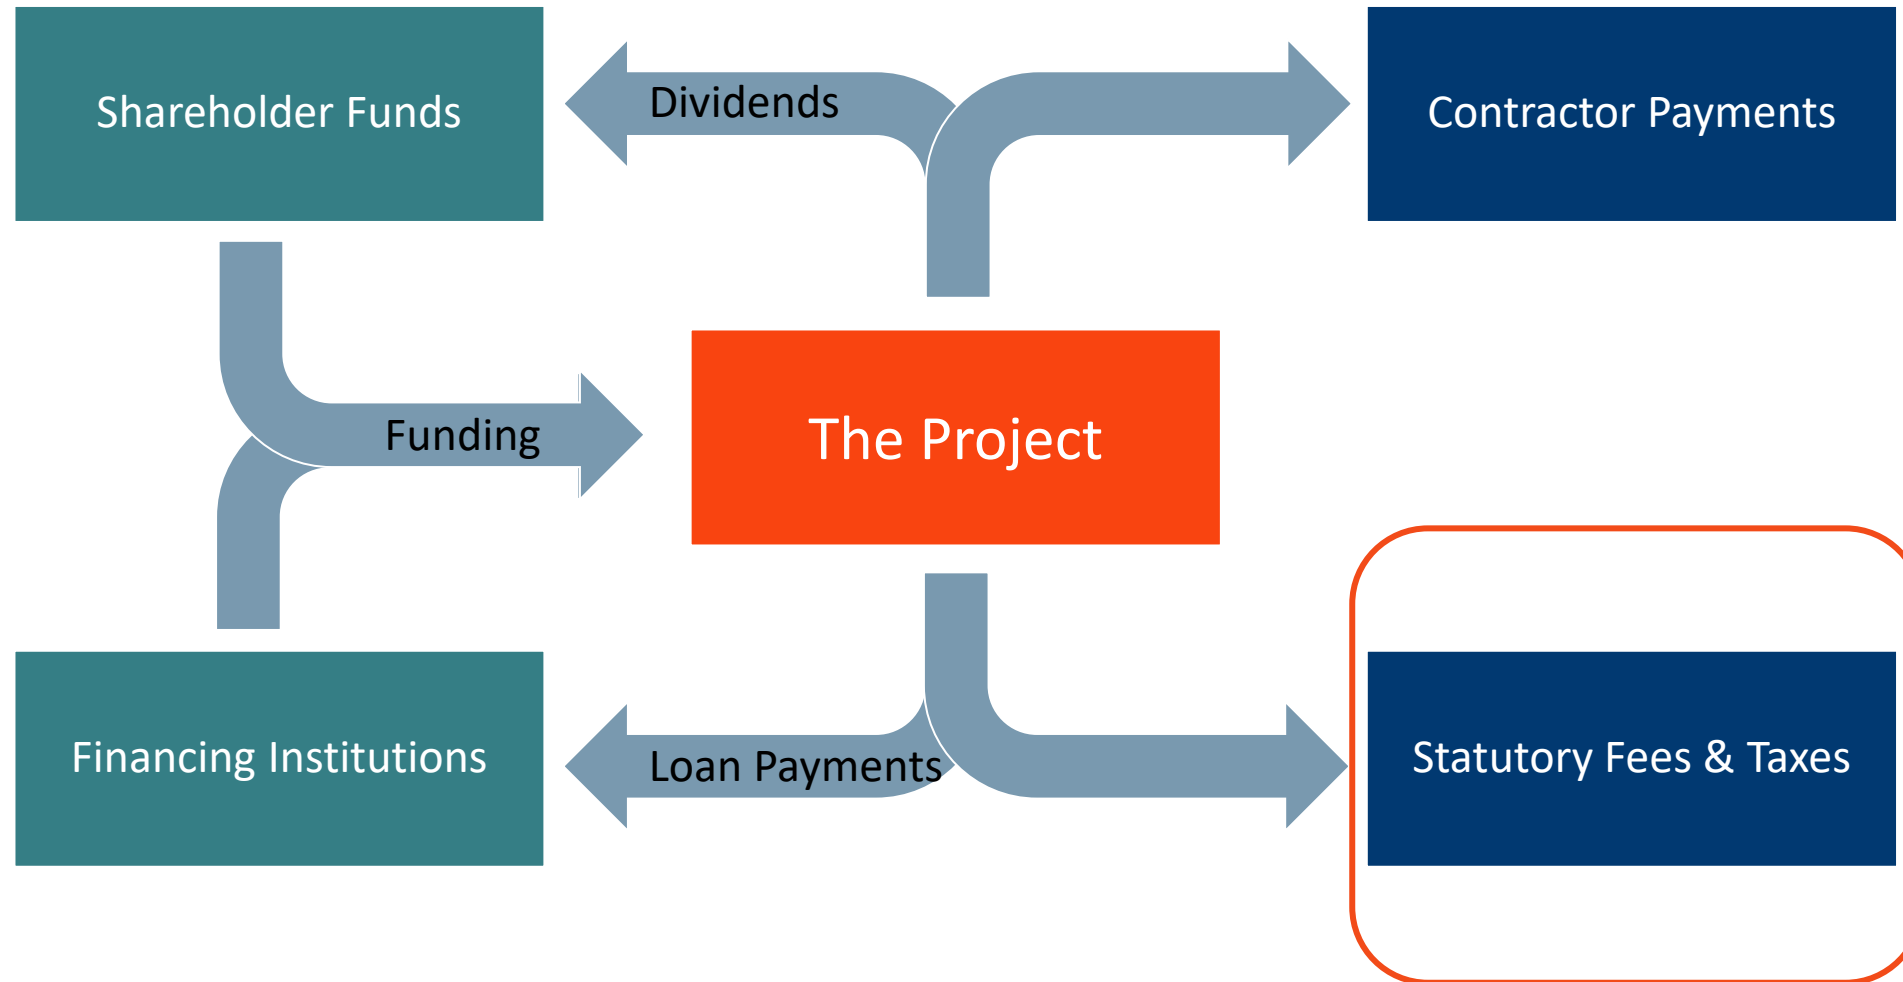 Shareholder Funds
Dividends
Contractor Payments
Funding
The Project
Financing Institutions
Loan Payments
Statutory Fees & Taxes